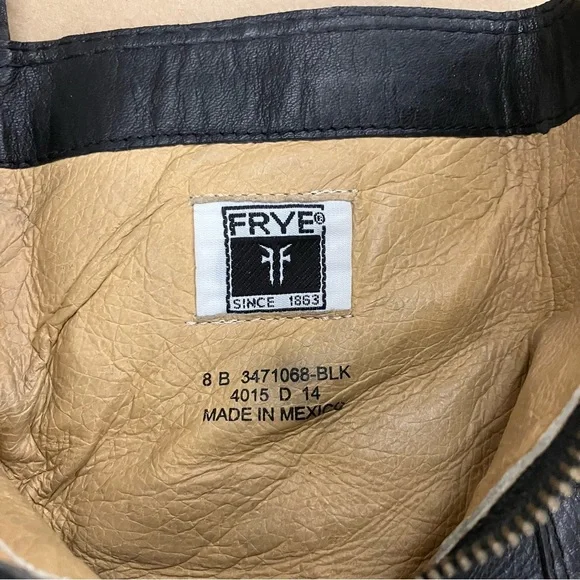 FRYE®
SINCE 1863
8 B 3471068-BLK
4015 D 14
MADE IN MEXICO